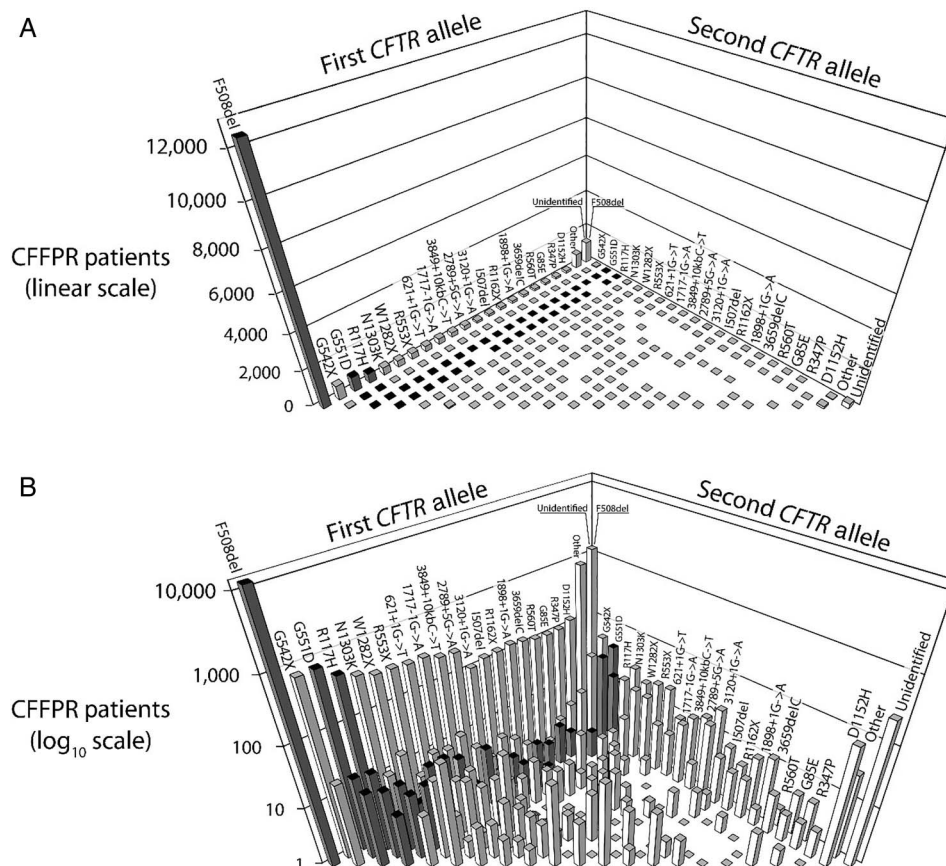 A
First CFTR allele
Second CFTR allele
F508del
12,000
10,000
8,000
6,000
4,000
2,000
0
CFFPR patients
(linear scale)
G542X
G551D
R117H
N1303K
W1282X
R553X
621+1G->T
1717-1G->A
3849+10kbC->T
2789+5G->A
3120+1G->A
I507del
R1162X
1898+1G->A
3659delC
R560T
G85E
R347P
D1152H
Other
Unidentified
F508del
G542X
G551D
R117H
N1303K
W1282X
R553X
621+1G->T
1717-1G->A
3849+10kbC->T
2789+5G->A
3120+1G->A
I507del
R1162X
1898+1G->A
3659delC
R560T
G85E
R347P
D1152H
Other
Unidentified
B
First CFTR allele
Second CFTR allele
F508del
10,000
1,000
100
10
1
CFFPR patients
(log10 scale)
G542X
G551D
R117H
N1303K
W1282X
R553X
621+1G->T
1717-1G->A
3849+10kbC->T
2789+5G->A
3120+1G->A
I507del
R1162X
1898+1G->A
3659delC
R560T
G85E
R347P
D1152H
Other
Unidentified
F508del
G542X
G551D
R117H
N1303K
W1282X
R553X
621+1G->T
1717-1G->A
3849+10kbC->T
2789+5G->A
3120+1G->A
I507del
R1162X
1898+1G->A
3659delC
R560T
G85E
R347P
D1152H
Other
Unidentified